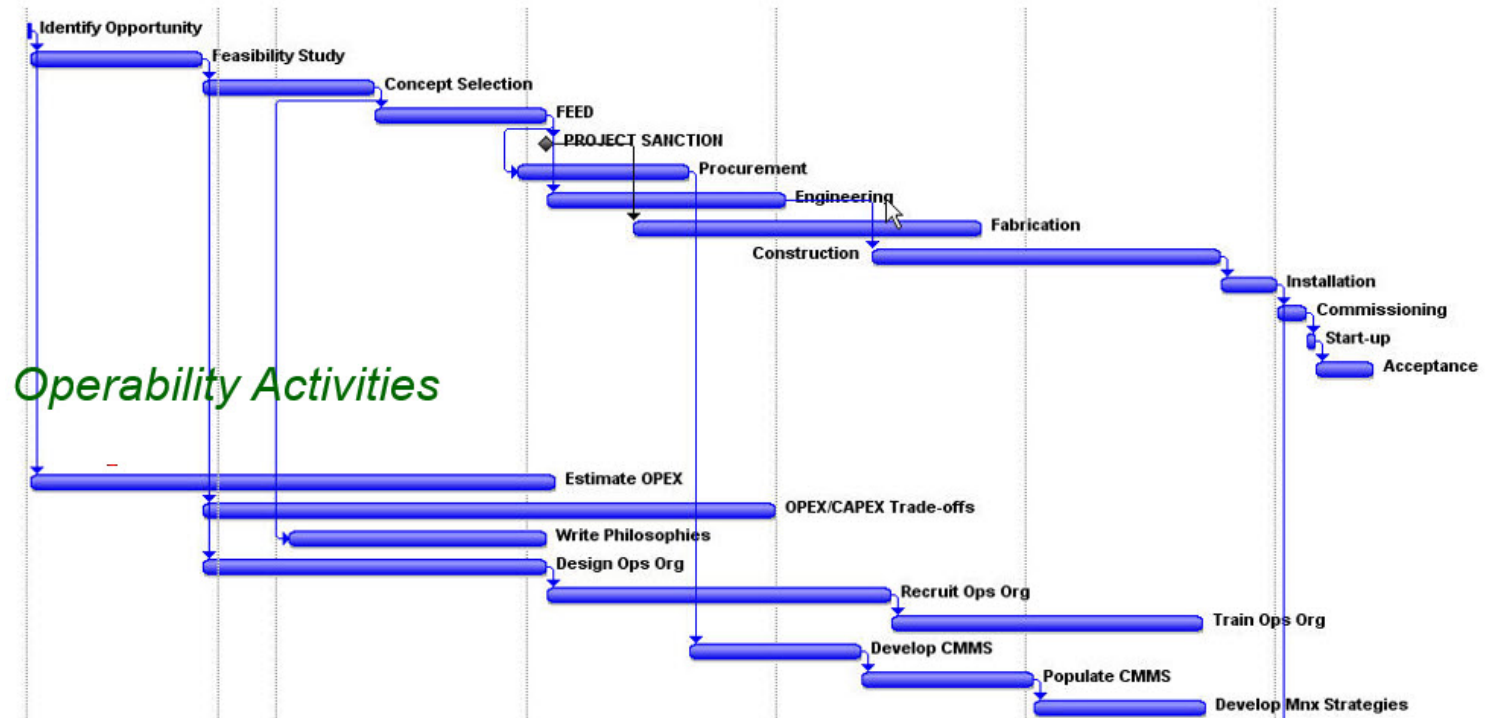 Identify Opportunity
Feasibility Study
Concept Selection
FEED
PROJECT SANCTION
Procurement
Engineering
Fabrication
Construction
Installation
Commissioning
Start-up
Acceptance
Operability Activities
Estimate OPEX
OPEX/CAPEX Trade-offs
Write Philosophies
Design Ops Org
Recruit Ops Org
Train Ops Org
Develop CMMS
Populate CMMS
Develop Mnx Strategies